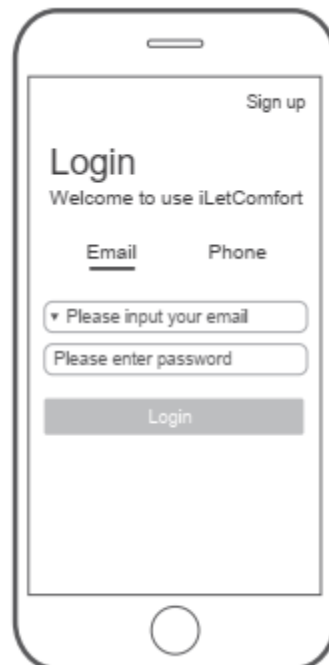 Sign up
Login
Welcome to use iLetComfort
Email Phone
Please input your email
Please enter password
Login